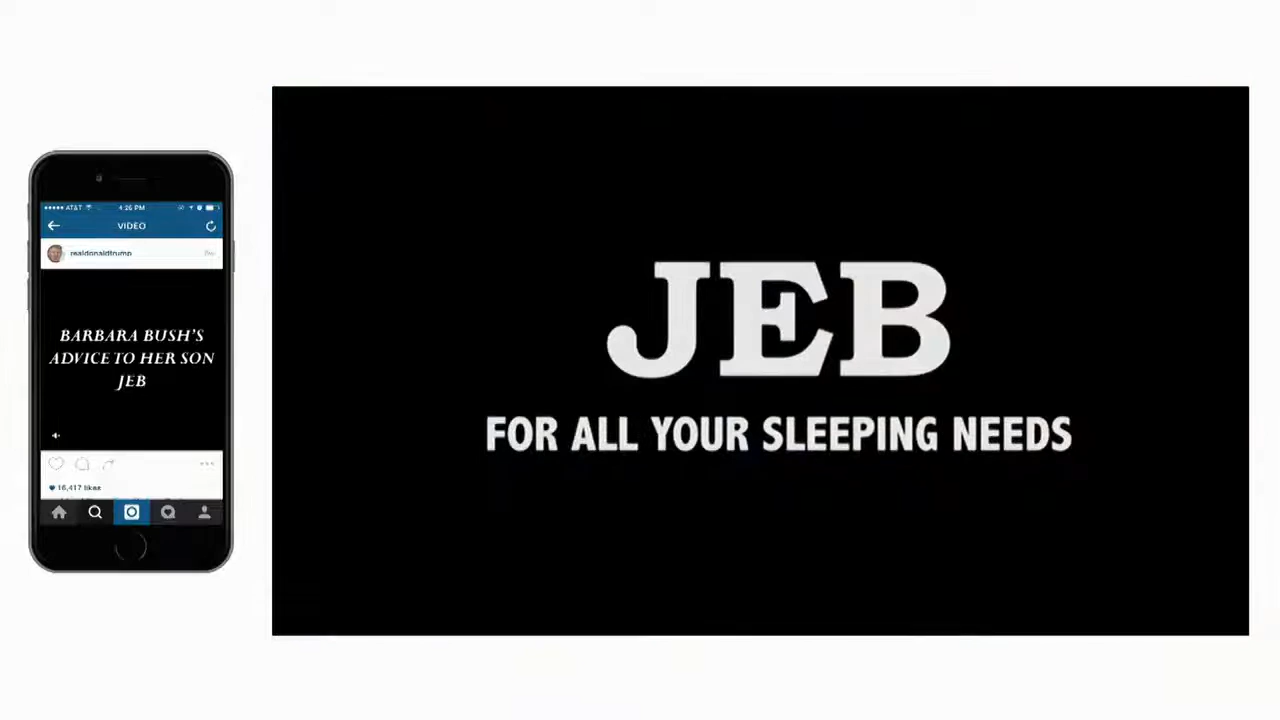 AT&T 4:26 PM
VIDEO
realdonaldtrump
BARBARA BUSH'S
ADVICE TO HER SON
JEB
16,417 likes
JEB
FOR ALL YOUR SLEEPING NEEDS